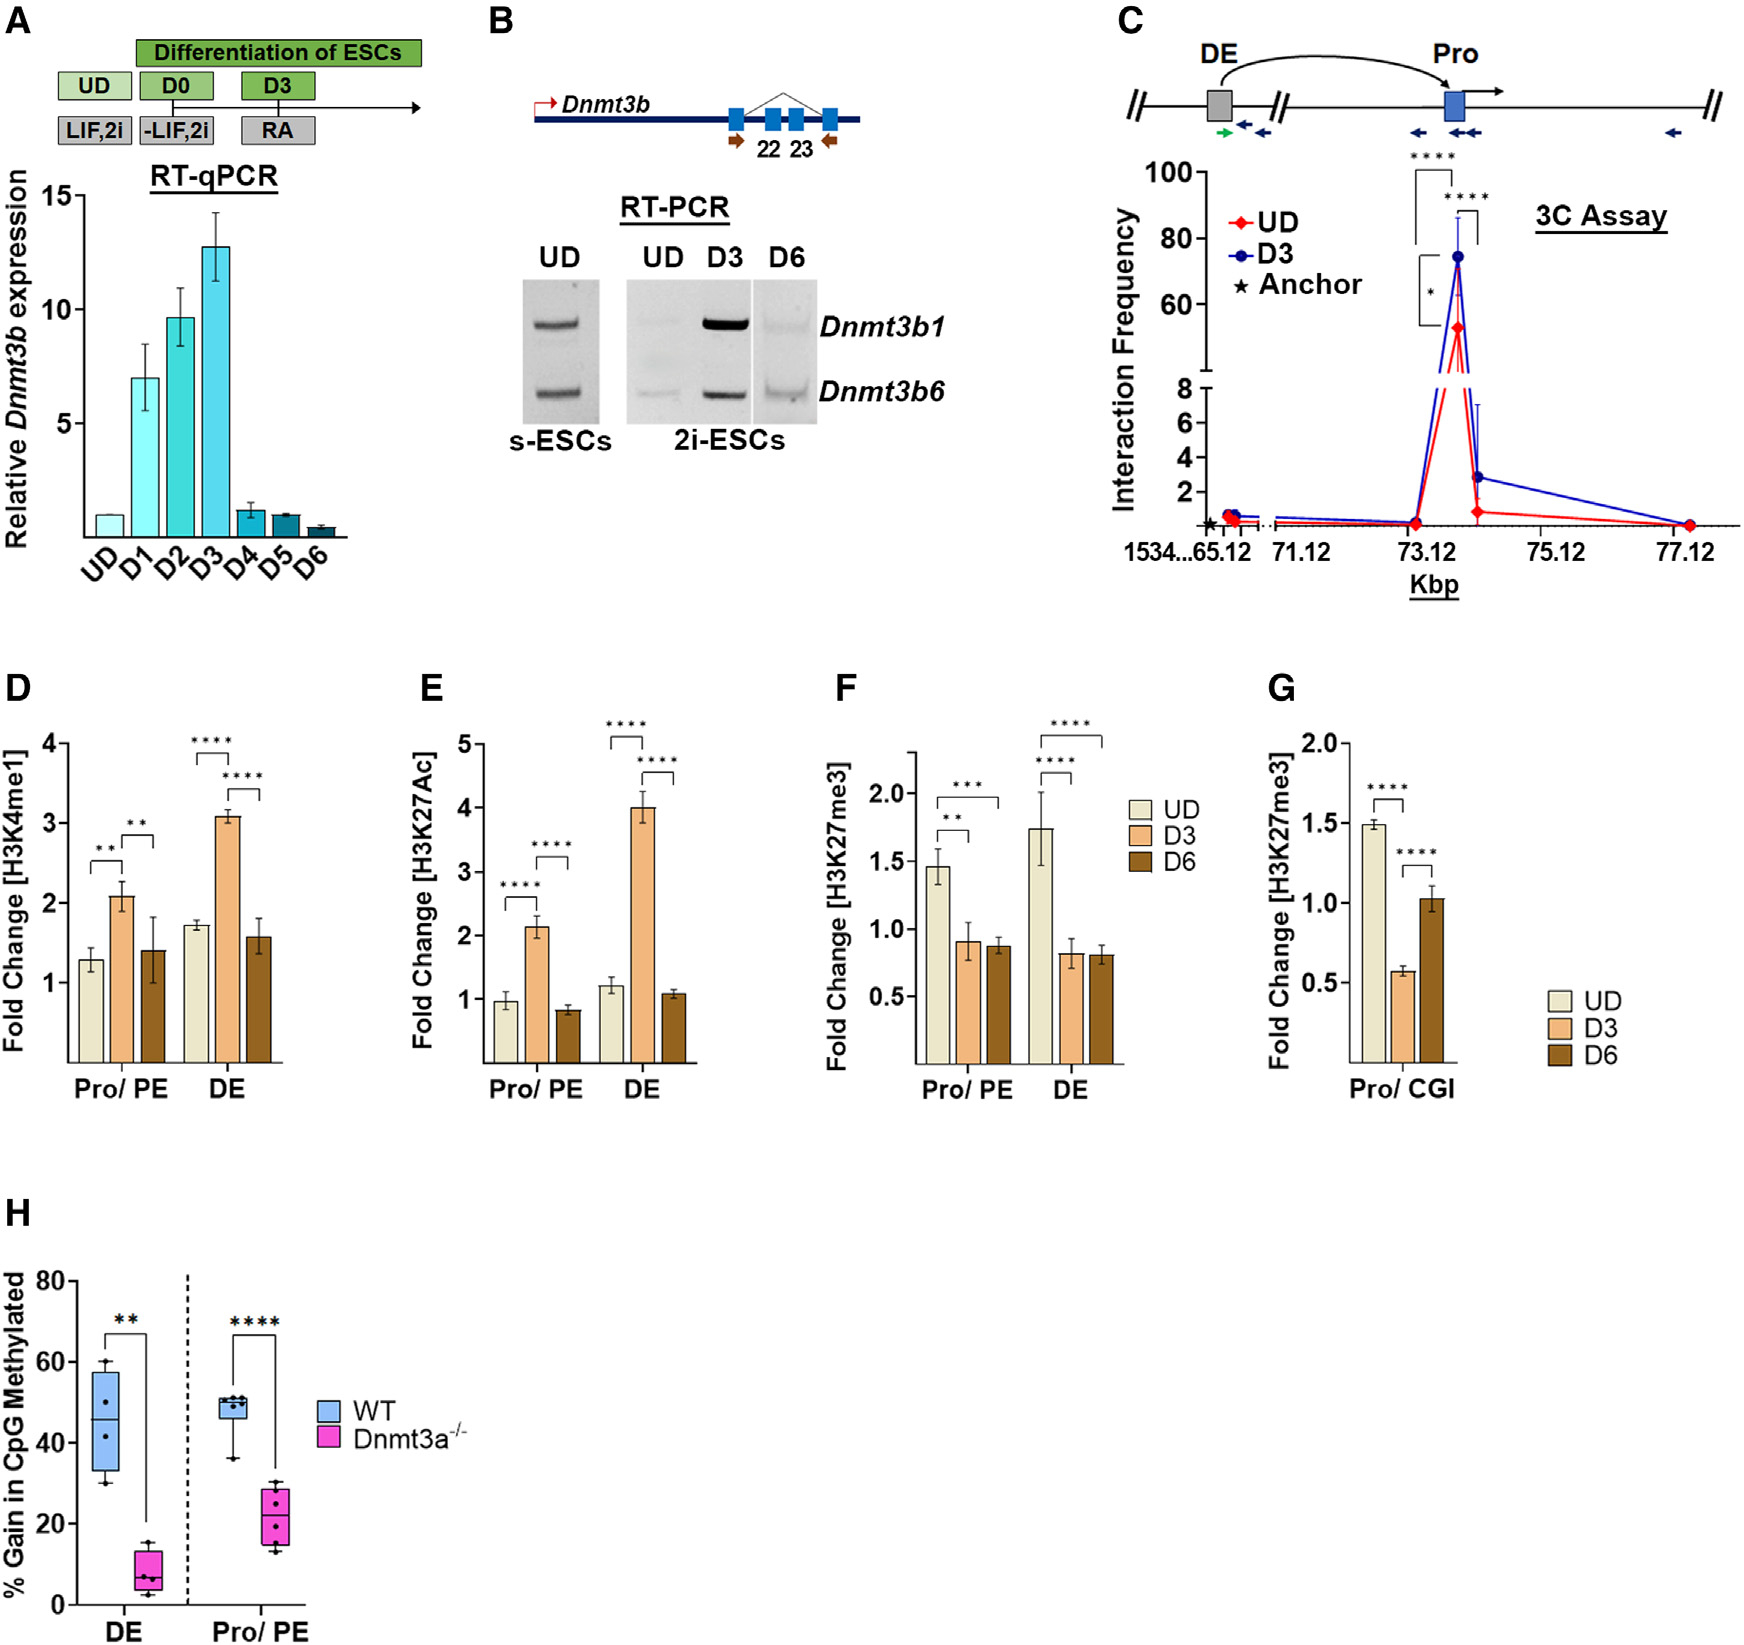 A
Differentiation of ESCs
UD D0 D3
LIF,2i -LIF,2i RA
RT-qPCR
Relative Dnmt3b expression
15
10
5
UD D1 D2 D3 D4 D5 D6
B
Dnmt3b
22 23
RT-PCR
UD UD D3 D6
Dnmt3b1
Dnmt3b6
s-ESCs 2i-ESCs
C
DE Pro
3C Assay
Interaction Frequency
100
80
60
8
6
4
2
UD
D3
★ Anchor
****
****
*
1534...65.12 71.12 73.12 75.12 77.12
Kbp
D
Fold Change [H3K4me1]
4
3
2
1
**
**
****
****
Pro/ PE DE
E
Fold Change [H3K27Ac]
5
4
3
2
1
****
****
****
****
Pro/ PE DE
F
Fold Change [H3K27me3]
2.0
1.5
1.0
0.5
***
**
****
****
Pro/ PE DE
UD
D3
D6
G
Fold Change [H3K27me3]
2.0
1.5
1.0
0.5
****
****
Pro/ CGI
UD
D3
D6
H
% Gain in CpG Methylated
80
60
40
20
0
**
****
DE Pro/ PE
WT
Dnmt3a-/-